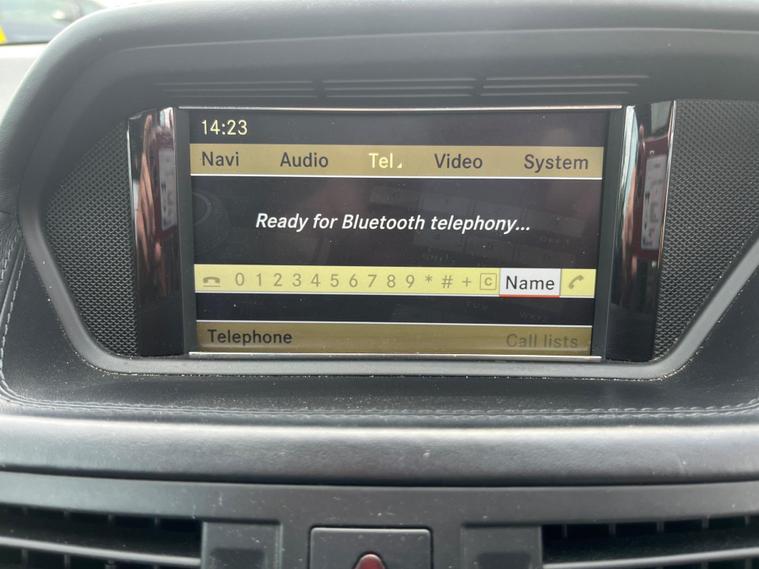 14:23
Navi Audio Tel Video System
Ready for Bluetooth telephony...
0 1 2 3 4 5 6 7 8 9 * # + C Name
Telephone Call lists